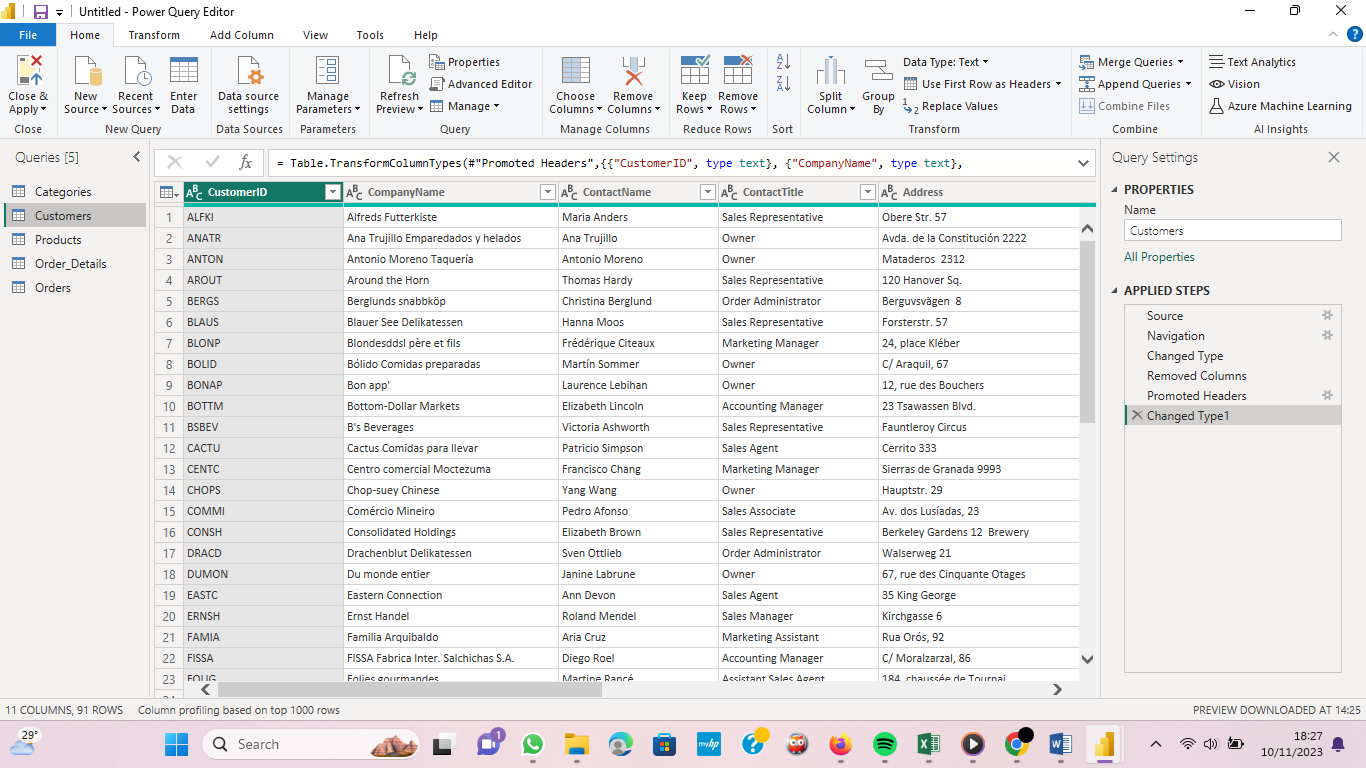 Untitled - Power Query Editor
File Home Transform Add Column View Tools Help
Close & Apply
Close
New Source
Recent Sources
Enter Data
New Query
Data source settings
Data Sources
Manage Parameters
Parameters
Refresh Preview
Properties
Advanced Editor
Manage
Query
Choose Columns
Remove Columns
Manage Columns
Keep Rows
Remove Rows
Reduce Rows
Sort
Split Column
Group By
Data Type: Text
Use First Row as Headers
Replace Values
Transform
Merge Queries
Append Queries
Combine Files
Combine
Text Analytics
Vision
Azure Machine Learning
AI Insights
Queries [5]
Categories
Customers
Products
Order_Details
Orders
= Table.TransformColumnTypes(#"Promoted Headers",{{"CustomerID", type text}, {"CompanyName", type text},
CustomerID CompanyName ContactName ContactTitle Address
1 ALFKI Alfreds Futterkiste Maria Anders Sales Representative Obere Str. 57
2 ANATR Ana Trujillo Emparedados y helados Ana Trujillo Owner Avda. de la Constitución 2222
3 ANTON Antonio Moreno Taquería Antonio Moreno Owner Mataderos  2312
4 AROUT Around the Horn Thomas Hardy Sales Representative 120 Hanover Sq.
5 BERGS Berglunds snabbköp Christina Berglund Order Administrator Berguvsvägen  8
6 BLAUS Blauer See Delikatessen Hanna Moos Sales Representative Forsterstr. 57
7 BLONP Blondesddsl père et fils Frédérique Citeaux Marketing Manager 24, place Kléber
8 BOLID Bólido Comidas preparadas Martín Sommer Owner C/ Araquil, 67
9 BONAP Bon app' Laurence Lebihan Owner 12, rue des Bouchers
10 BOTTM Bottom-Dollar Markets Elizabeth Lincoln Accounting Manager 23 Tsawassen Blvd.
11 BSBEV B's Beverages Victoria Ashworth Sales Representative Fauntleroy Circus
12 CACTU Cactus Comidas para llevar Patricio Simpson Sales Agent Cerrito 333
13 CENTC Centro comercial Moctezuma Francisco Chang Marketing Manager Sierras de Granada 9993
14 CHOPS Chop-suey Chinese Yang Wang Owner Hauptstr. 29
15 COMMI Comércio Mineiro Pedro Afonso Sales Associate Av. dos Lusíadas, 23
16 CONSH Consolidated Holdings Elizabeth Brown Sales Representative Berkeley Gardens 12  Brewery
17 DRACD Drachenblut Delikatessen Sven Ottlieb Order Administrator Walserweg 21
18 DUMON Du monde entier Janine Labrune Owner 67, rue des Cinquante Otages
19 EASTC Eastern Connection Ann Devon Sales Agent 35 King George
20 ERNSH Ernst Handel Roland Mendel Sales Manager Kirchgasse 6
21 FAMIA Familia Arquibaldo Aria Cruz Marketing Assistant Rua Orós, 92
22 FISSA FISSA Fabrica Inter. Salchichas S.A. Diego Roel Accounting Manager C/ Moralzarzal, 86
23 FOLIG Folies gourmandes Martine Rancé Assistant Sales Agent 184, chaussée de Tournai
Query Settings
PROPERTIES
Name
Customers
All Properties
APPLIED STEPS
Source
Navigation
Changed Type
Removed Columns
Promoted Headers
Changed Type1
11 COLUMNS, 91 ROWS Column profiling based on top 1000 rows PREVIEW DOWNLOADED AT 14:25
29°
Search
1
myhp
18:27
10/11/2023